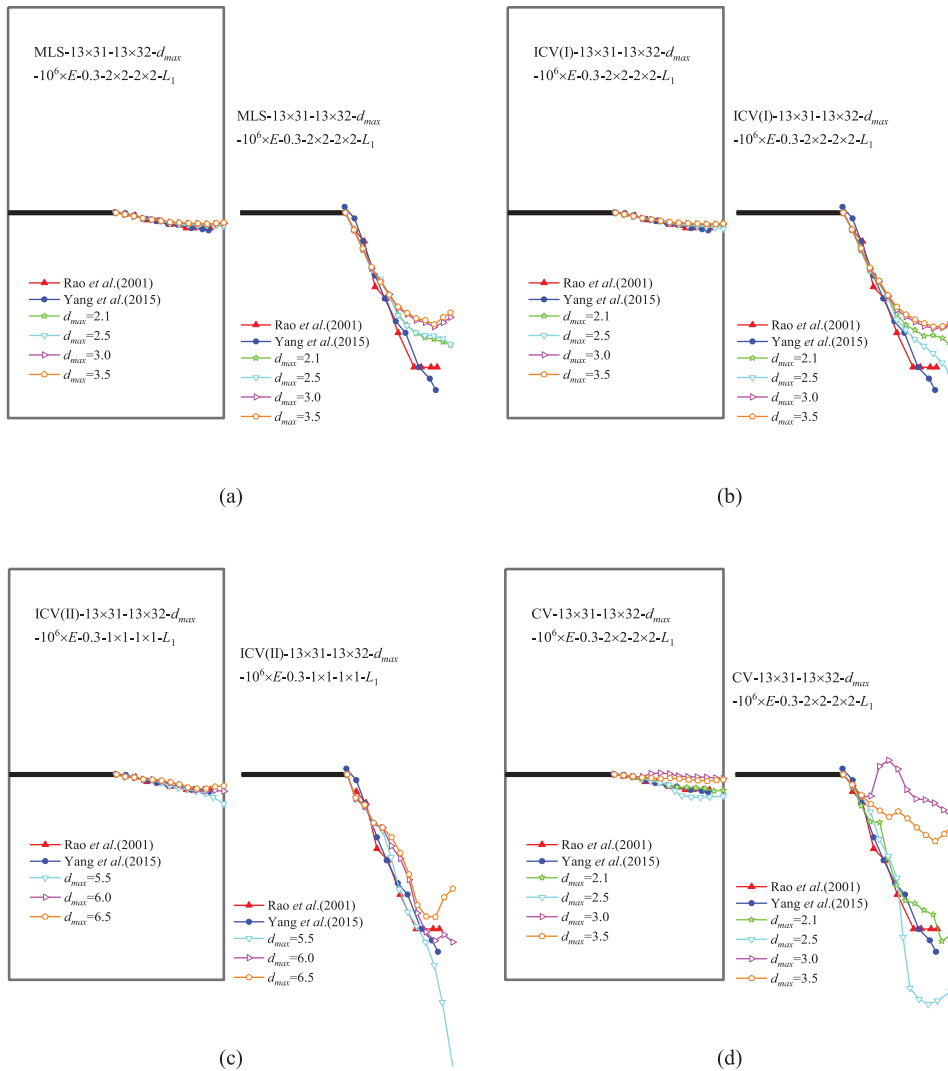 MLS-13×31-13×32-dmax
-10⁶×E-0.3-2×2-2×2-L₁
MLS-13×31-13×32-dmax
-10⁶×E-0.3-2×2-2×2-L₁
Rao et al.(2001)
Yang et al.(2015)
dmax=2.1
dmax=2.5
dmax=3.0
dmax=3.5
Rao et al.(2001)
Yang et al.(2015)
dmax=2.1
dmax=2.5
dmax=3.0
dmax=3.5
(a)
ICV(I)-13×31-13×32-dmax
-10⁶×E-0.3-2×2-2×2-L₁
ICV(I)-13×31-13×32-dmax
-10⁶×E-0.3-2×2-2×2-L₁
Rao et al.(2001)
Yang et al.(2015)
dmax=2.1
dmax=2.5
dmax=3.0
dmax=3.5
Rao et al.(2001)
Yang et al.(2015)
dmax=2.1
dmax=2.5
dmax=3.0
dmax=3.5
(b)
ICV(II)-13×31-13×32-dmax
-10⁶×E-0.3-1×1-1×1-L₁
ICV(II)-13×31-13×32-dmax
-10⁶×E-0.3-1×1-1×1-L₁
Rao et al.(2001)
Yang et al.(2015)
dmax=5.5
dmax=6.0
dmax=6.5
Rao et al.(2001)
Yang et al.(2015)
dmax=5.5
dmax=6.0
dmax=6.5
(c)
CV-13×31-13×32-dmax
-10⁶×E-0.3-2×2-2×2-L₁
CV-13×31-13×32-dmax
-10⁶×E-0.3-2×2-2×2-L₁
Rao et al.(2001)
Yang et al.(2015)
dmax=2.1
dmax=2.5
dmax=3.0
dmax=3.5
Rao et al.(2001)
Yang et al.(2015)
dmax=2.1
dmax=2.5
dmax=3.0
dmax=3.5
(d)